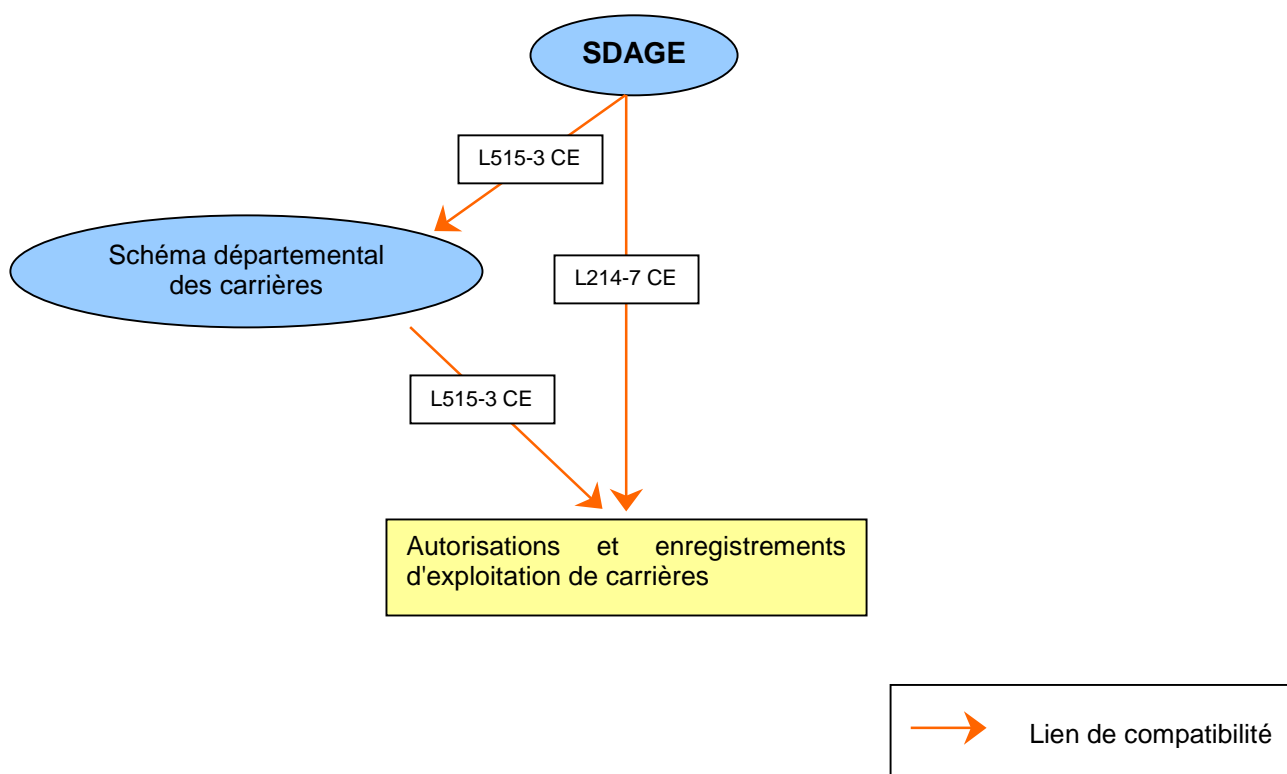 SDAGE
L515-3 CE
Schéma départemental
des carrières
L214-7 CE
L515-3 CE
Autorisations et enregistrements
d'exploitation de carrières
Lien de compatibilité